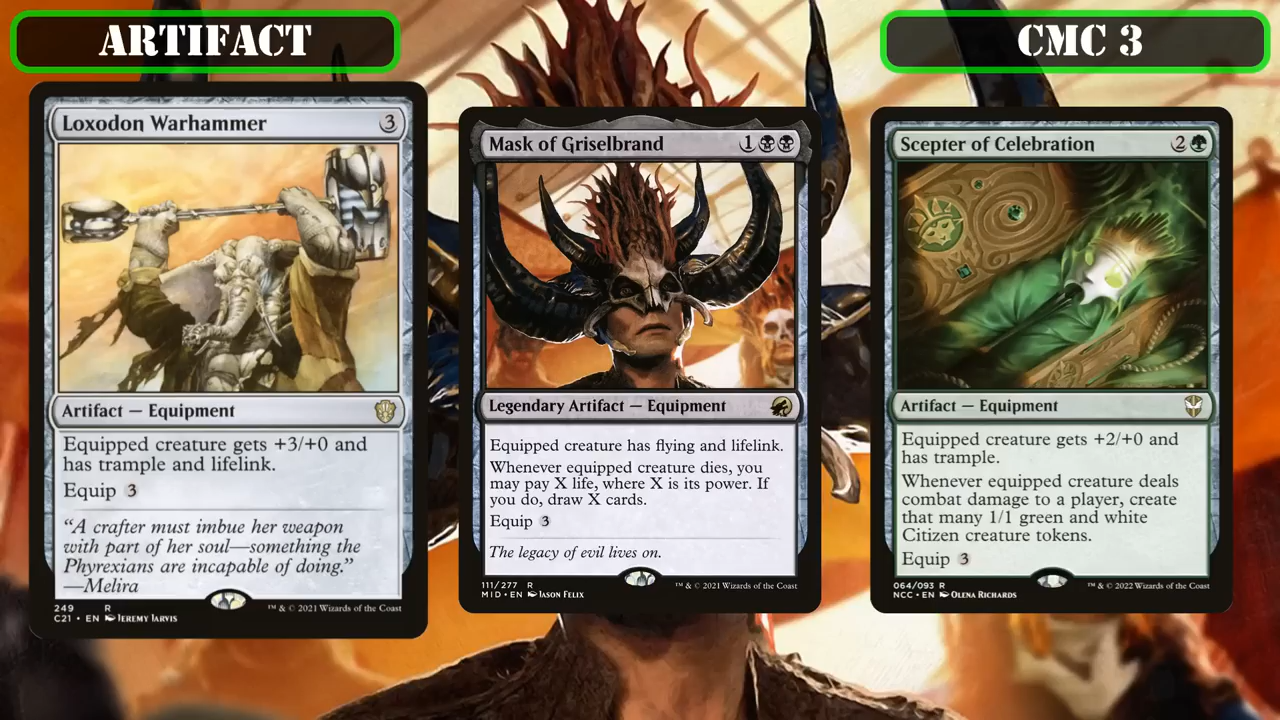 ARTIFACT
CMC 3
Loxodon Warhammer 3
Artifact — Equipment
Equipped creature gets +3/+0 and
has trample and lifelink.
Equip 3
“A crafter must imbue her weapon
with part of her soul—something the
Phyrexians are incapable of doing.”
—Melira
249 R
C21 • EN JEREMY JARVIS
™ & © 2021 Wizards of the Coast
Mask of Griselbrand 1
Legendary Artifact — Equipment
Equipped creature has flying and lifelink.
Whenever equipped creature dies, you
may pay X life, where X is its power. If
you do, draw X cards.
Equip 3
The legacy of evil lives on.
111/277 R
MID • EN JASON FELIX
™ & © 2021 Wizards of the Coast
Scepter of Celebration 2
Artifact — Equipment
Equipped creature gets +2/+0 and
has trample.
Whenever equipped creature deals
combat damage to a player, create
that many 1/1 green and white
Citizen creature tokens.
Equip 3
064/093 R
NCC • EN OLENA RICHARDS
™ & © 2022 Wizards of the Coast